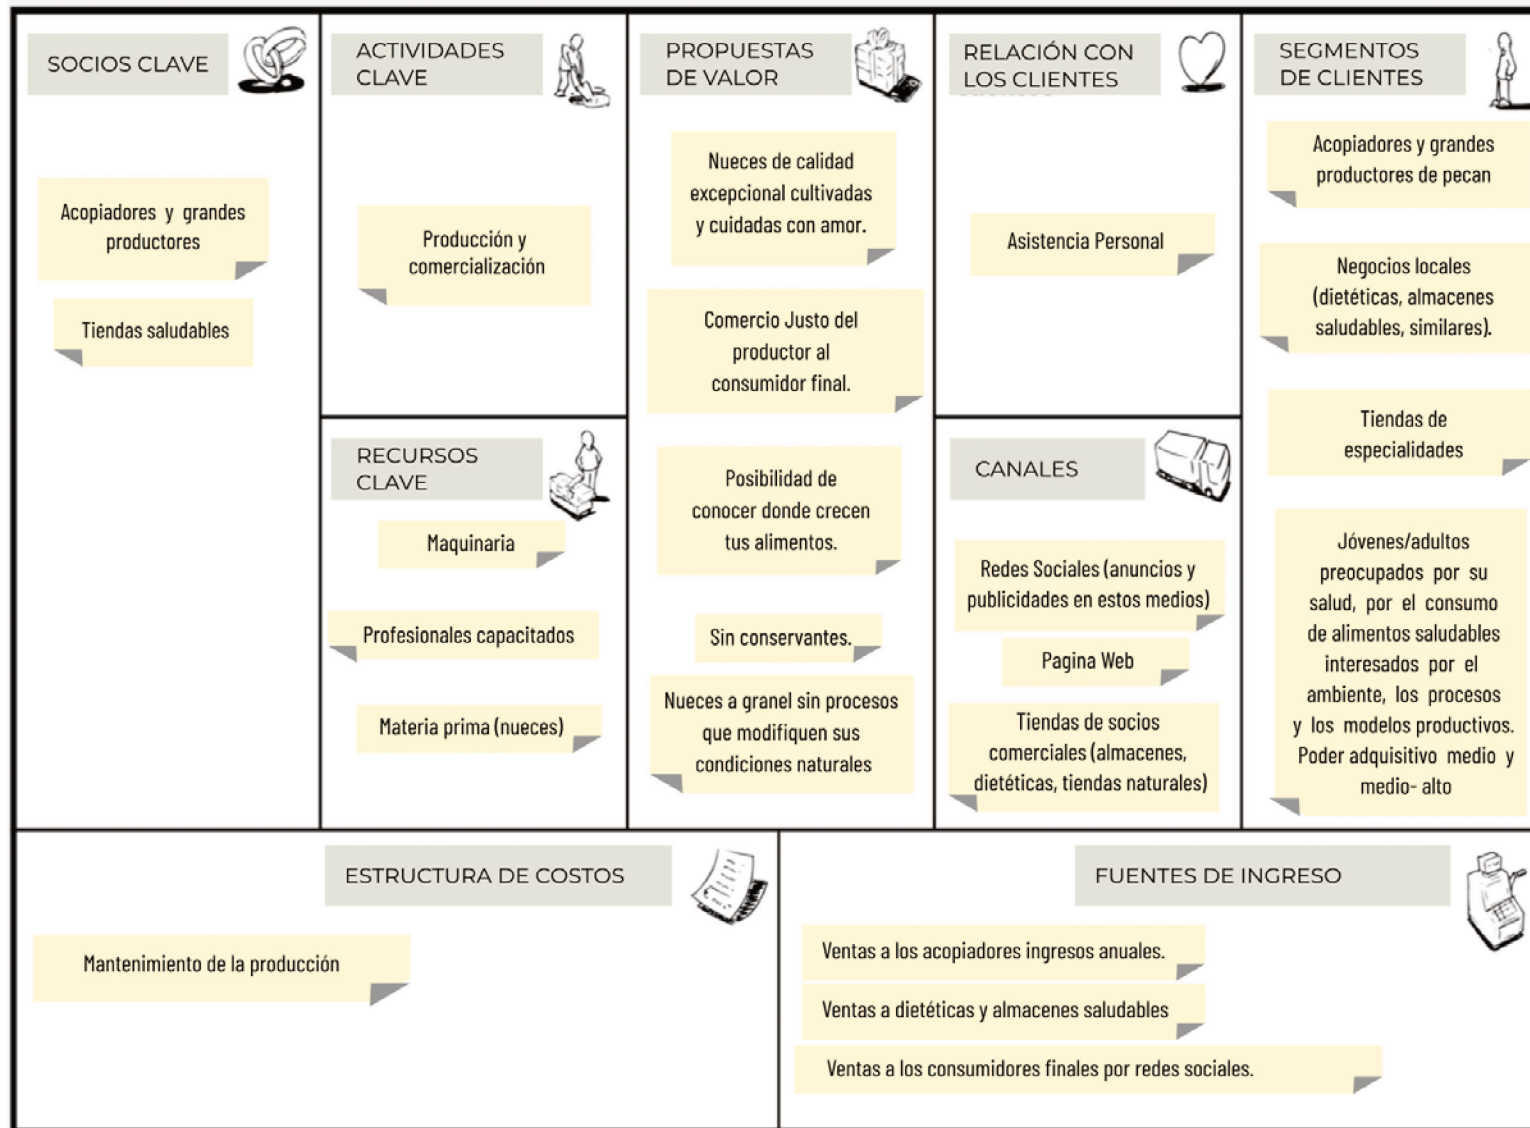 SOCIOS CLAVE
Acopiadores y grandes
productores
Tiendas saludables
ACTIVIDADES
CLAVE
Producción y
comercialización
RECURSOS
CLAVE
Maquinaria
Profesionales capacitados
Materia prima (nueces)
PROPUESTAS
DE VALOR
Nueces de calidad
excepcional cultivadas
y cuidadas con amor.
Comercio Justo del
productor al
consumidor final.
Posibilidad de
conocer donde crecen
tus alimentos.
Sin conservantes.
Nueces a granel sin procesos
que modifiquen sus
condiciones naturales
RELACIÓN CON
LOS CLIENTES
Asistencia Personal
CANALES
Redes Sociales (anuncios y
publicidades en estos medios)
Pagina Web
Tiendas de socios
comerciales (almacenes,
dietéticas, tiendas naturales)
SEGMENTOS
DE CLIENTES
Acopiadores y grandes
productores de pecan
Negocios locales
(dietéticas, almacenes
saludables, similares).
Tiendas de
especialidades
Jóvenes/adultos
preocupados por su
salud, por el consumo
de alimentos saludables
interesados por el
ambiente, los procesos
y los modelos productivos.
Poder adquisitivo medio y
medio- alto
ESTRUCTURA DE COSTOS
Mantenimiento de la producción
FUENTES DE INGRESO
Ventas a los acopiadores ingresos anuales.
Ventas a dietéticas y almacenes saludables
Ventas a los consumidores finales por redes sociales.